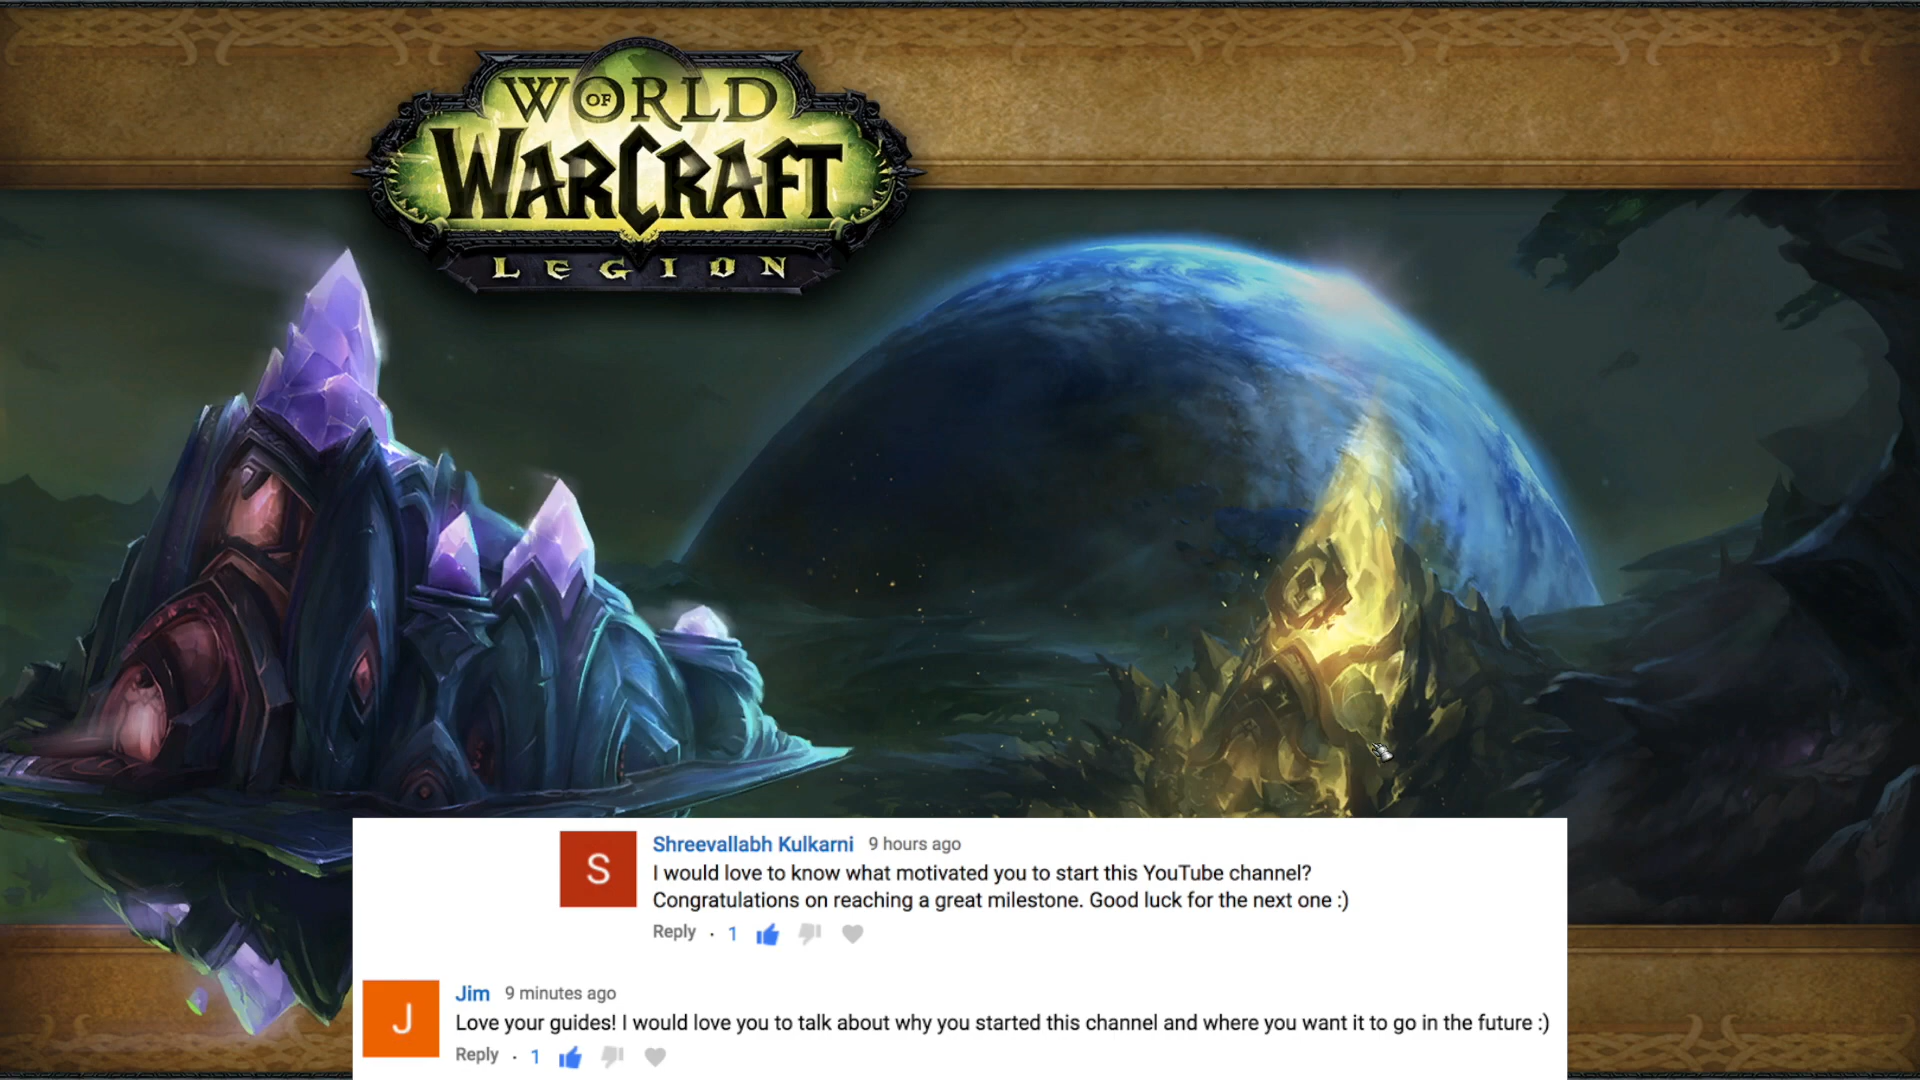 WORLD
OF
WARCRAFT
LEGION
S
Shreevallabh Kulkarni 9 hours ago
I would love to know what motivated you to start this YouTube channel?
Congratulations on reaching a great milestone. Good luck for the next one :)
Reply · 1
J
Jim 9 minutes ago
Love your guides! I would love you to talk about why you started this channel and where you want it to go in the future :)
Reply · 1